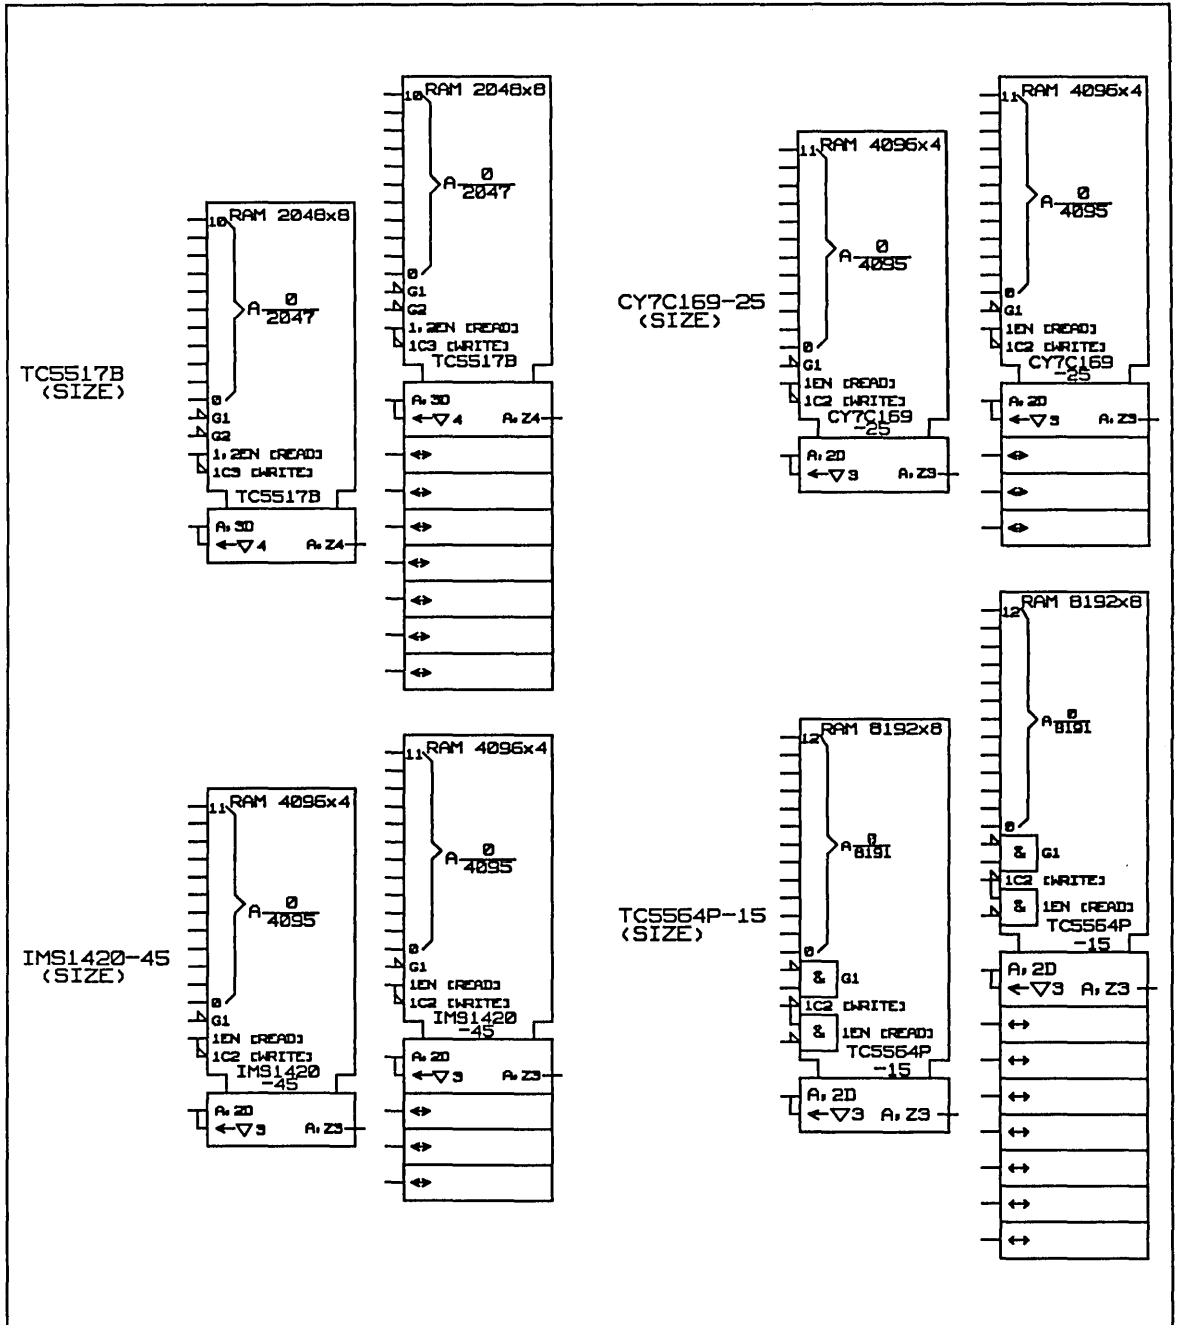 TC5517B
(SIZE)
RAM 2048x8
10
A 0
2047
0
G1
G2
1,2EN [READ]
1C3 [WRITE]
TC5517B
A,3D
←▽4 A,Z4
RAM 2048x8
10
A 0
2047
0
G1
G2
1,2EN [READ]
1C3 [WRITE]
TC5517B
A,3D
←▽4 A,Z4
↔
↔
↔
↔
↔
↔
↔
CY7C169-25
(SIZE)
RAM 4096x4
11
A 0
4095
0
G1
1EN [READ]
1C2 [WRITE]
CY7C169
-25
A,2D
←▽3 A,Z3
RAM 4096x4
11
A 0
4095
0
G1
1EN [READ]
1C2 [WRITE]
CY7C169
-25
A,2D
←▽3 A,Z3
↔
↔
↔
IMS1420-45
(SIZE)
RAM 4096x4
11
A 0
4095
0
G1
1EN [READ]
1C2 [WRITE]
IMS1420
-45
A,2D
←▽3 A,Z3
RAM 4096x4
11
A 0
4095
0
G1
1EN [READ]
1C2 [WRITE]
IMS1420
-45
A,2D
←▽3 A,Z3
↔
↔
↔
TC5564P-15
(SIZE)
RAM 8192x8
12
A 0
8191
0
& G1
1C2 [WRITE]
& 1EN [READ]
TC5564P
-15
A,2D
←▽3 A,Z3
RAM 8192x8
12
A 0
8191
0
& G1
1C2 [WRITE]
& 1EN [READ]
TC5564P
-15
A,2D
←▽3 A,Z3
↔
↔
↔
↔
↔
↔
↔